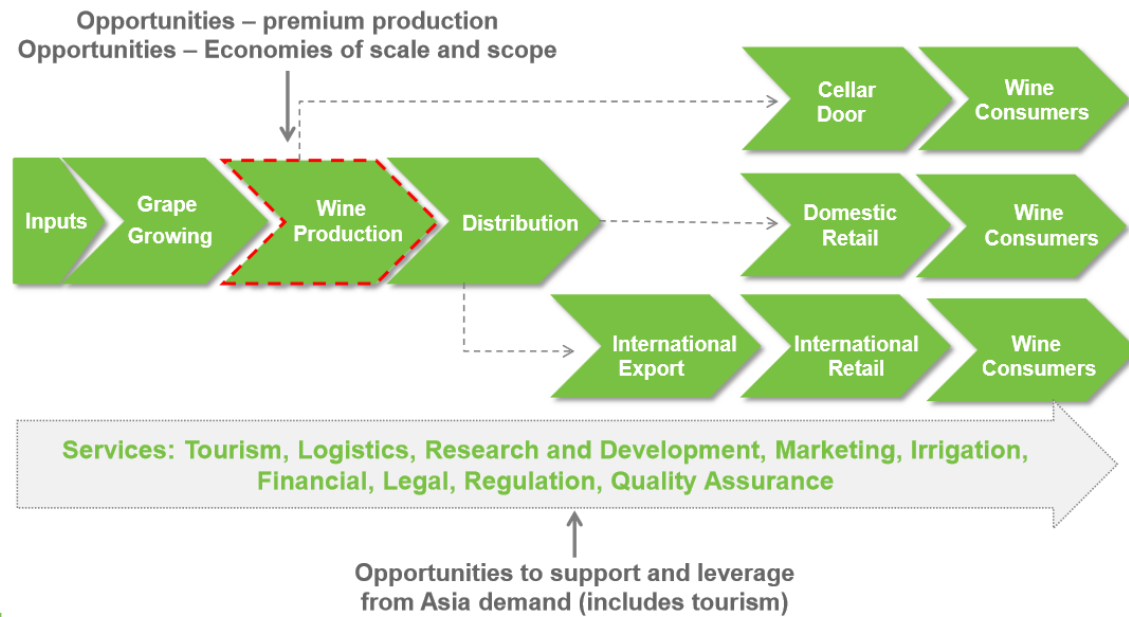 Opportunities – premium production
Opportunities – Economies of scale and scope
Cellar
Door
Wine
Consumers
Inputs
Grape
Growing
Wine
Production
Distribution
Domestic
Retail
Wine
Consumers
International
Export
International
Retail
Wine
Consumers
Services: Tourism, Logistics, Research and Development, Marketing, Irrigation,
Financial, Legal, Regulation, Quality Assurance
Opportunities to support and leverage
from Asia demand (includes tourism)